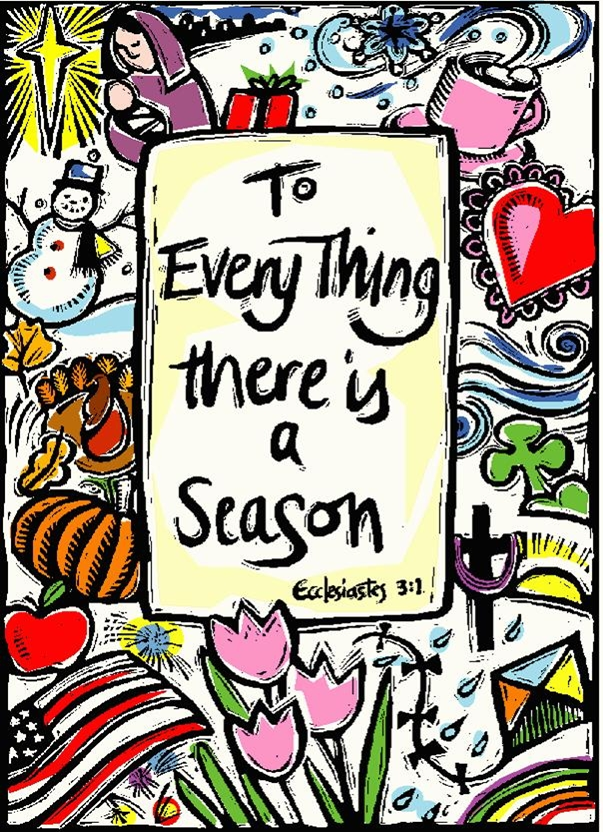 To
Every Thing
there is
a
Season
Ecclesiastes 3:1